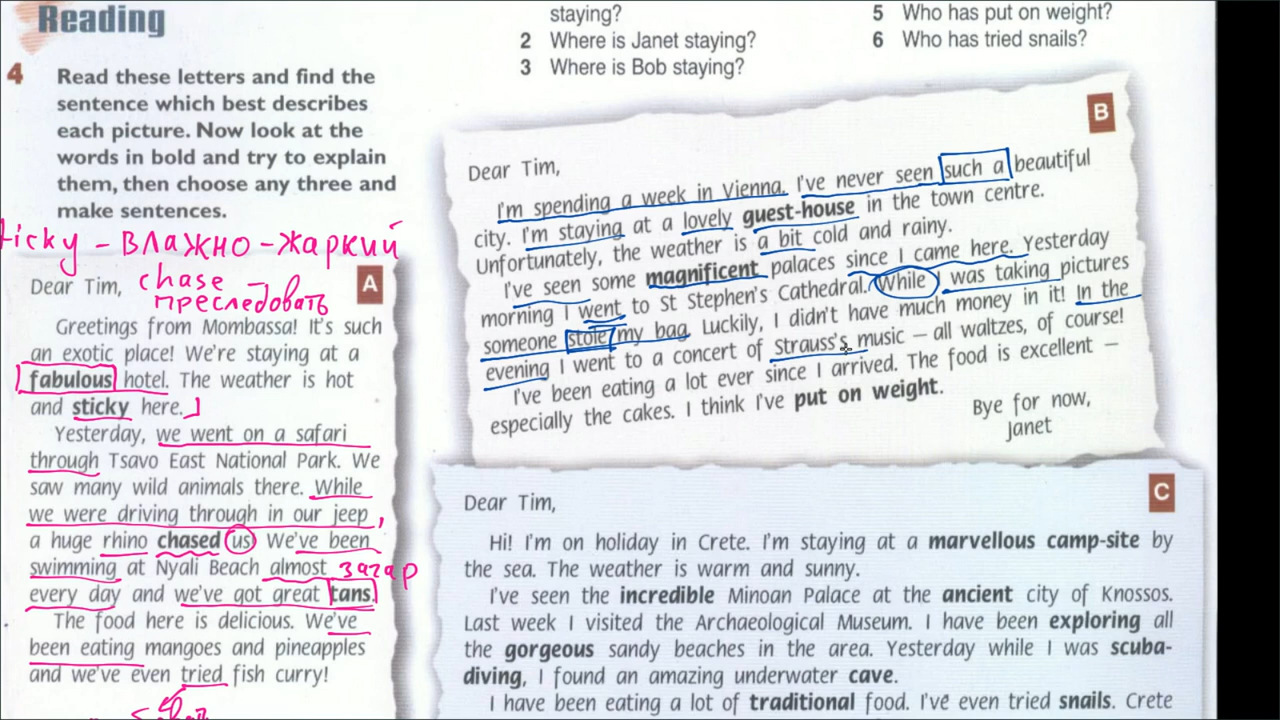 Reading
4 Read these letters and find the
sentence which best describes
each picture. Now look at the
words in bold and try to explain
them, then choose any three and
make sentences.
staying?
2 Where is Janet staying?
3 Where is Bob staying?
5 Who has put on weight?
6 Who has tried snails?
ticky - влажно-жаркий
chase -
преследовать
A
Dear Tim,
Greetings from Mombassa! It's such
an exotic place! We're staying at a
fabulous hotel. The weather is hot
and sticky here.
Yesterday, we went on a safari
through Tsavo East National Park. We
saw many wild animals there. While
we were driving through in our jeep,
a huge rhino chased us. We've been
swimming at Nyali Beach almost загар
every day and we've got great tans.
The food here is delicious. We've
been eating mangoes and pineapples
and we've even tried fish curry!
B
Dear Tim,
I'm spending a week in Vienna. I've never seen such a beautiful
city. I'm staying at a lovely guest-house in the town centre.
Unfortunately, the weather is a bit cold and rainy.
I've seen some magnificent palaces since I came here. Yesterday
morning I went to St Stephen's Cathedral. While I was taking pictures
someone stole my bag. Luckily, I didn't have much money in it! In the
evening I went to a concert of Strauss's music – all waltzes, of course!
I've been eating a lot ever since I arrived. The food is excellent –
especially the cakes. I think I've put on weight.
Bye for now,
Janet
C
Dear Tim,
Hi! I'm on holiday in Crete. I'm staying at a marvellous camp-site by
the sea. The weather is warm and sunny.
I've seen the incredible Minoan Palace at the ancient city of Knossos.
Last week I visited the Archaeological Museum. I have been exploring all
the gorgeous sandy beaches in the area. Yesterday while I was scuba-
diving, I found an amazing underwater cave.
I have been eating a lot of traditional food. I've even tried snails. Crete